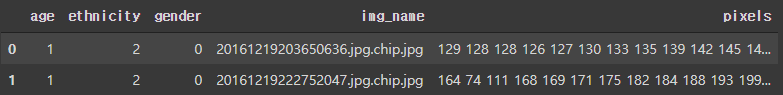 age ethnicity gender img_name pixels
0 1 2 0 20161219203650636.jpg.chip.jpg 129 128 128 126 127 130 133 135 139 142 145 14...
1 1 2 0 20161219222752047.jpg.chip.jpg 164 74 111 168 169 171 175 182 184 188 193 199...